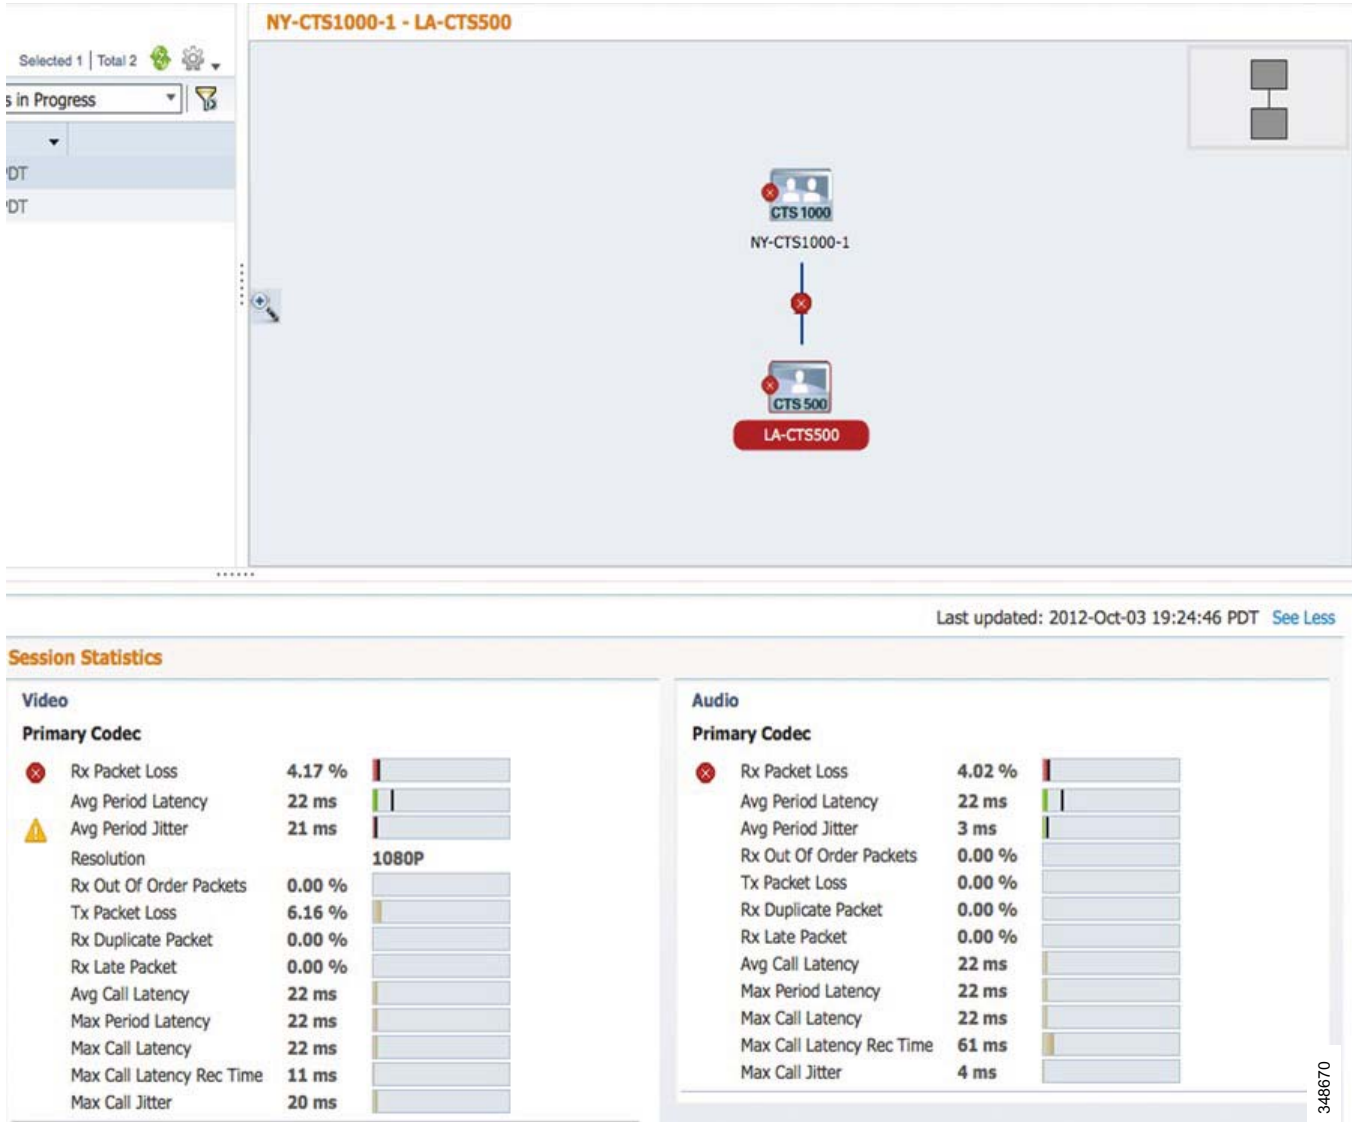 NY-CTS1000-1 - LA-CTS500
Selected 1 | Total 2
s in Progress
PDT
PDT
CTS 1000
NY-CTS1000-1
CTS 500
LA-CTS500
Last updated: 2012-Oct-03 19:24:46 PDT See Less
Session Statistics
Video
Primary Codec
Rx Packet Loss 4.17 %
Avg Period Latency 22 ms
Avg Period Jitter 21 ms
Resolution 1080P
Rx Out Of Order Packets 0.00 %
Tx Packet Loss 6.16 %
Rx Duplicate Packet 0.00 %
Rx Late Packet 0.00 %
Avg Call Latency 22 ms
Max Period Latency 22 ms
Max Call Latency 22 ms
Max Call Latency Rec Time 11 ms
Max Call Jitter 20 ms
Audio
Primary Codec
Rx Packet Loss 4.02 %
Avg Period Latency 22 ms
Avg Period Jitter 3 ms
Rx Out Of Order Packets 0.00 %
Tx Packet Loss 0.00 %
Rx Duplicate Packet 0.00 %
Rx Late Packet 0.00 %
Avg Call Latency 22 ms
Max Period Latency 22 ms
Max Call Latency 22 ms
Max Call Latency Rec Time 61 ms
Max Call Jitter 4 ms
348670